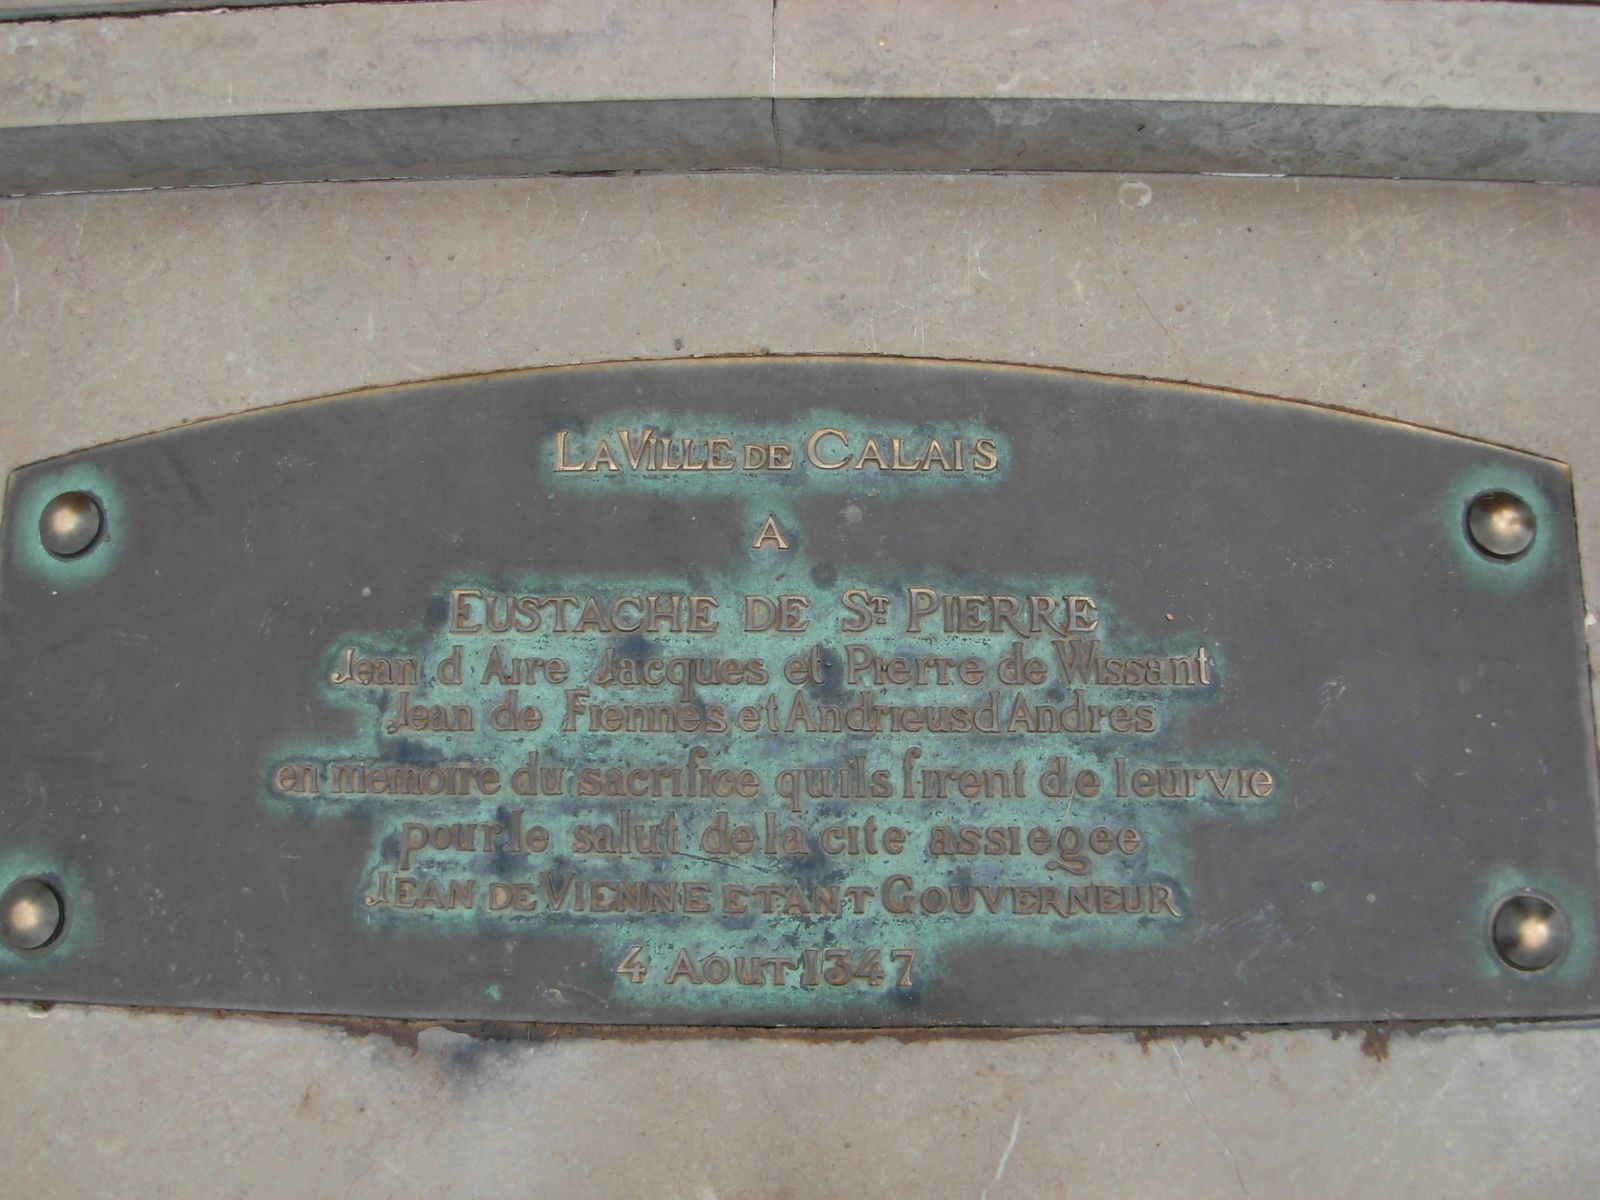 LA VILLE DE CALAIS
A
EUSTACHE DE ST PIERRE
Jean d Aire Jacques et Pierre de Wissant
Jean de Fiennes et Andrieus d Andres
en memoire du sacrifice quils firent de leur vie
pour le salut de la cite assiegee
JEAN DE VIENNE ETANT GOUVERNEUR
4 AOUT 1347